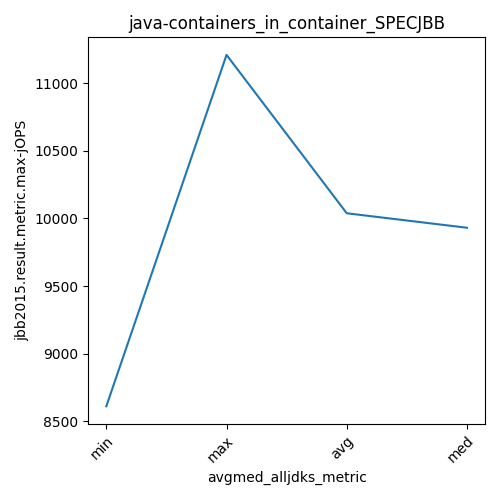 java-containers_in_container_SPECJBB
jbb2015.result.metric.max-jOPS
11000
10500
10000
9500
9000
8500
min
max
avg
med
avgmed_alljdks_metric